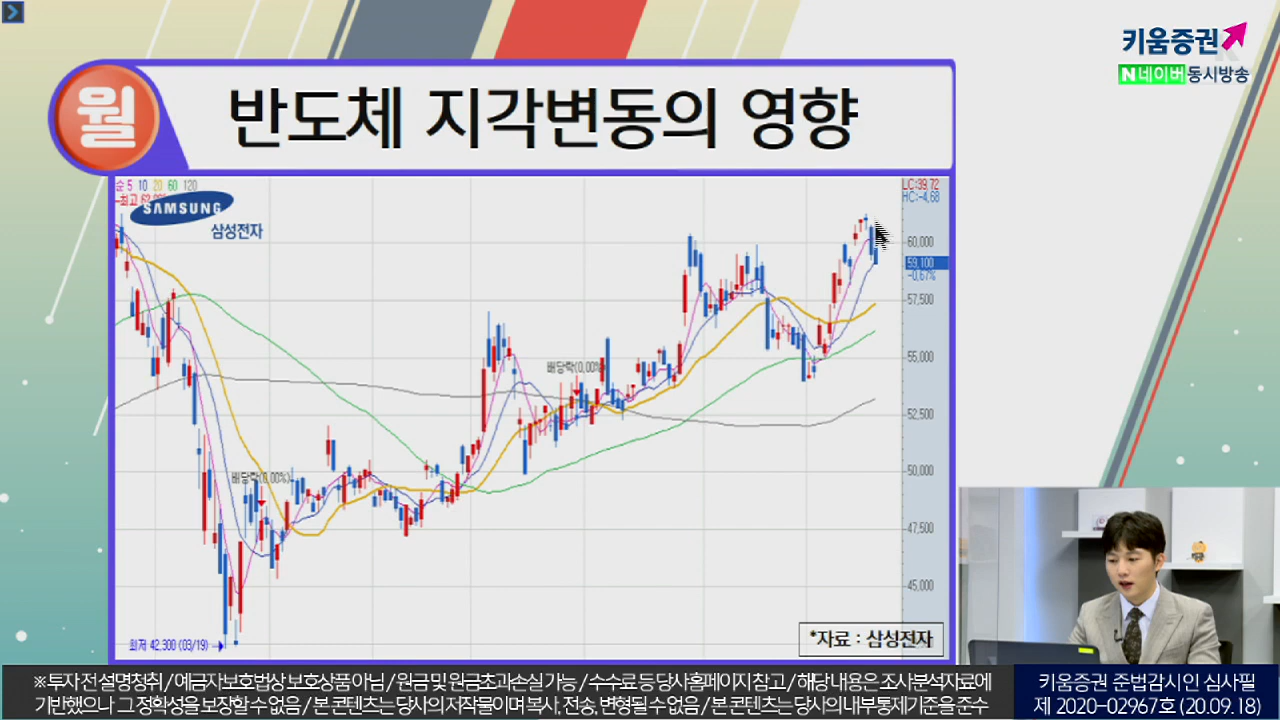 키움증권
N 네이버 동시방송
월
반도체 지각변동의 영향
순 5 10 20 60 120
LC:39.72
HC:-4.68
SAMSUNG
삼성전자
60,000
59,100
-0.67%
57,500
55,000
배당락(0.00%)
52,500
50,000
배당락(0.00%)
47,500
45,000
최저 42,300 (03/19)
*자료 : 삼성전자
※ 투자 전 설명청취 / 예금자보호법상 보호상품 아님 / 원금 및 원금초과손실 가능 / 수수료 등 당사홈페이지 참고 / 해당 내용은 조사분석자료에
기반했으나 그 정확성을 보장할 수 없음 / 본 콘텐츠는 당사의 저작물이며 복사, 전송, 변형될 수 없음 / 본 콘텐츠는 당사의 내부통제기준을 준수
키움증권 준법감시인 심사필
제 2020-02967호 (20.09.18)